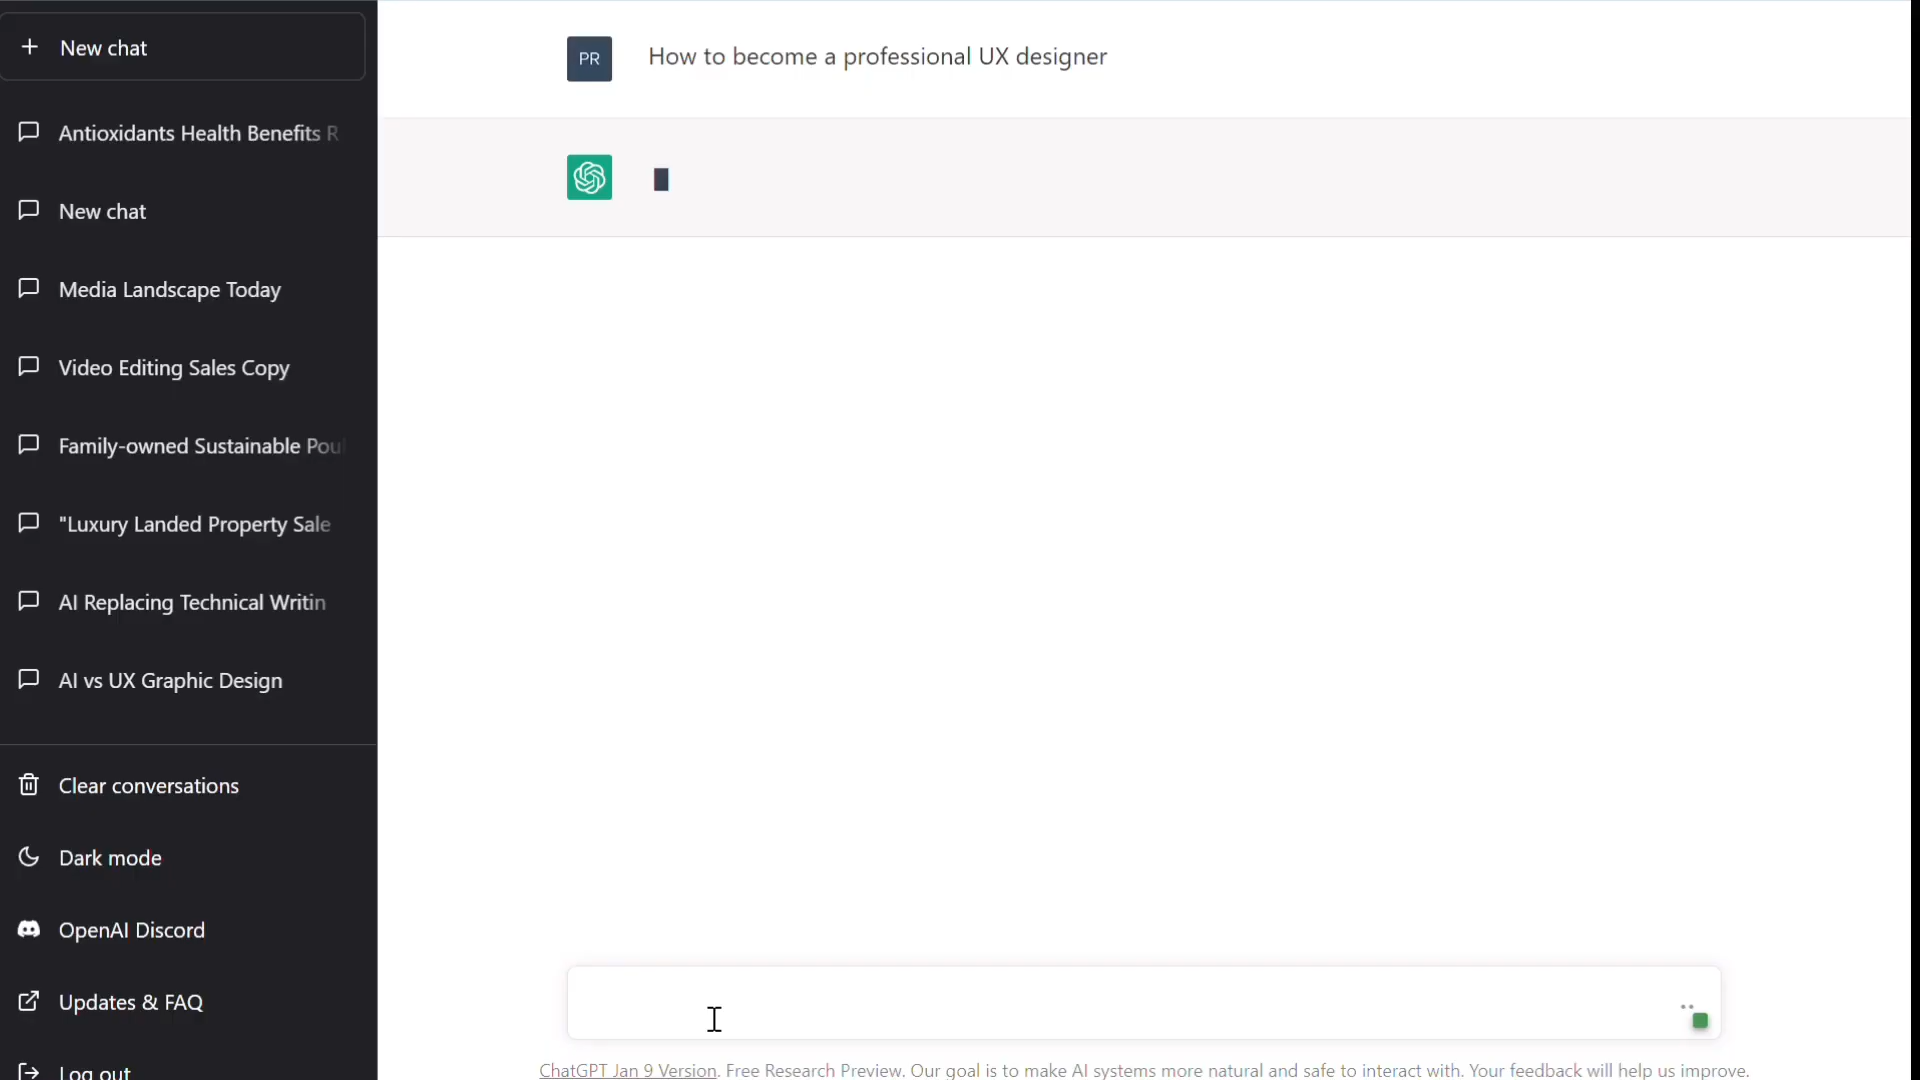 New chat
Antioxidants Health Benefits R
New chat
Media Landscape Today
Video Editing Sales Copy
Family-owned Sustainable Poul
"Luxury Landed Property Sale
AI Replacing Technical Writin
AI vs UX Graphic Design
Clear conversations
Dark mode
OpenAI Discord
Updates & FAQ
Log out
PR
How to become a professional UX designer
ChatGPT Jan 9 Version. Free Research Preview. Our goal is to make AI systems more natural and safe to interact with. Your feedback will help us improve.